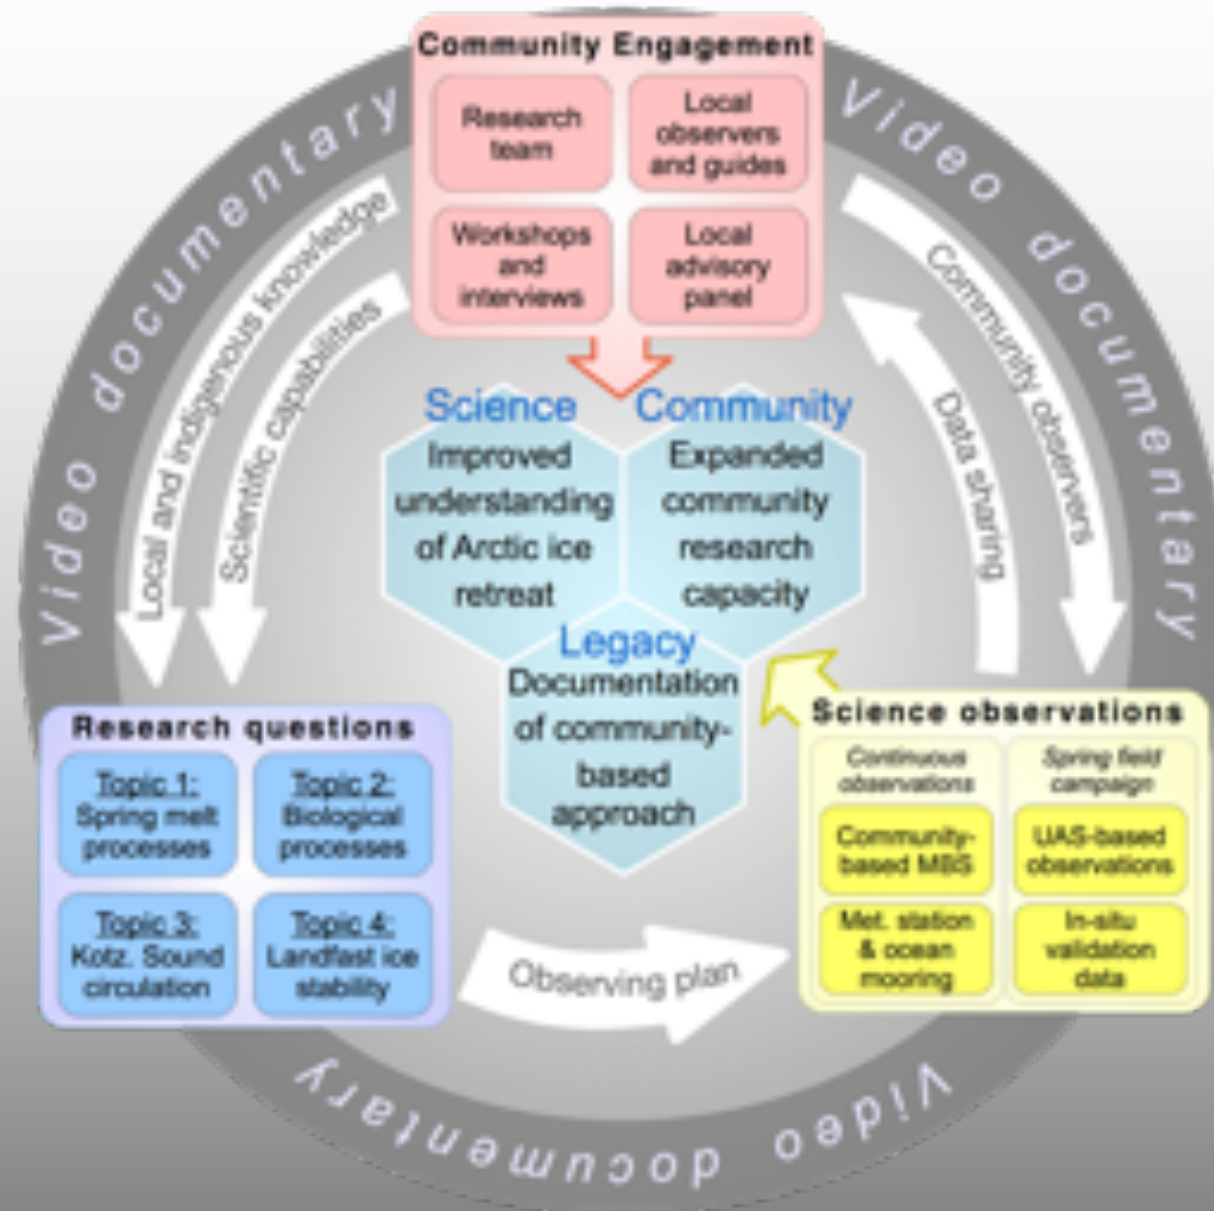 Community Engagement
Research
team
Local
observers
and guides
Workshops
and
interviews
Local
advisory
panel
Video documentary
Video documentary
Video documentary
Local and indigenous knowledge
Scientific capabilities
Community observers
Data sharing
Science
Improved
understanding
of Arctic ice
retreat
Community
Expanded
community
research
capacity
Legacy
Documentation
of community-
based
approach
Research questions
Topic 1:
Spring melt
processes
Topic 2:
Biological
processes
Topic 3:
Kotz. Sound
circulation
Topic 4:
Landfast ice
stability
Observing plan
Science observations
Continuous
observations
Spring field
campaign
Community-
based MBS
UAS-based
observations
Met. station
& ocean
mooring
In-situ
validation
data